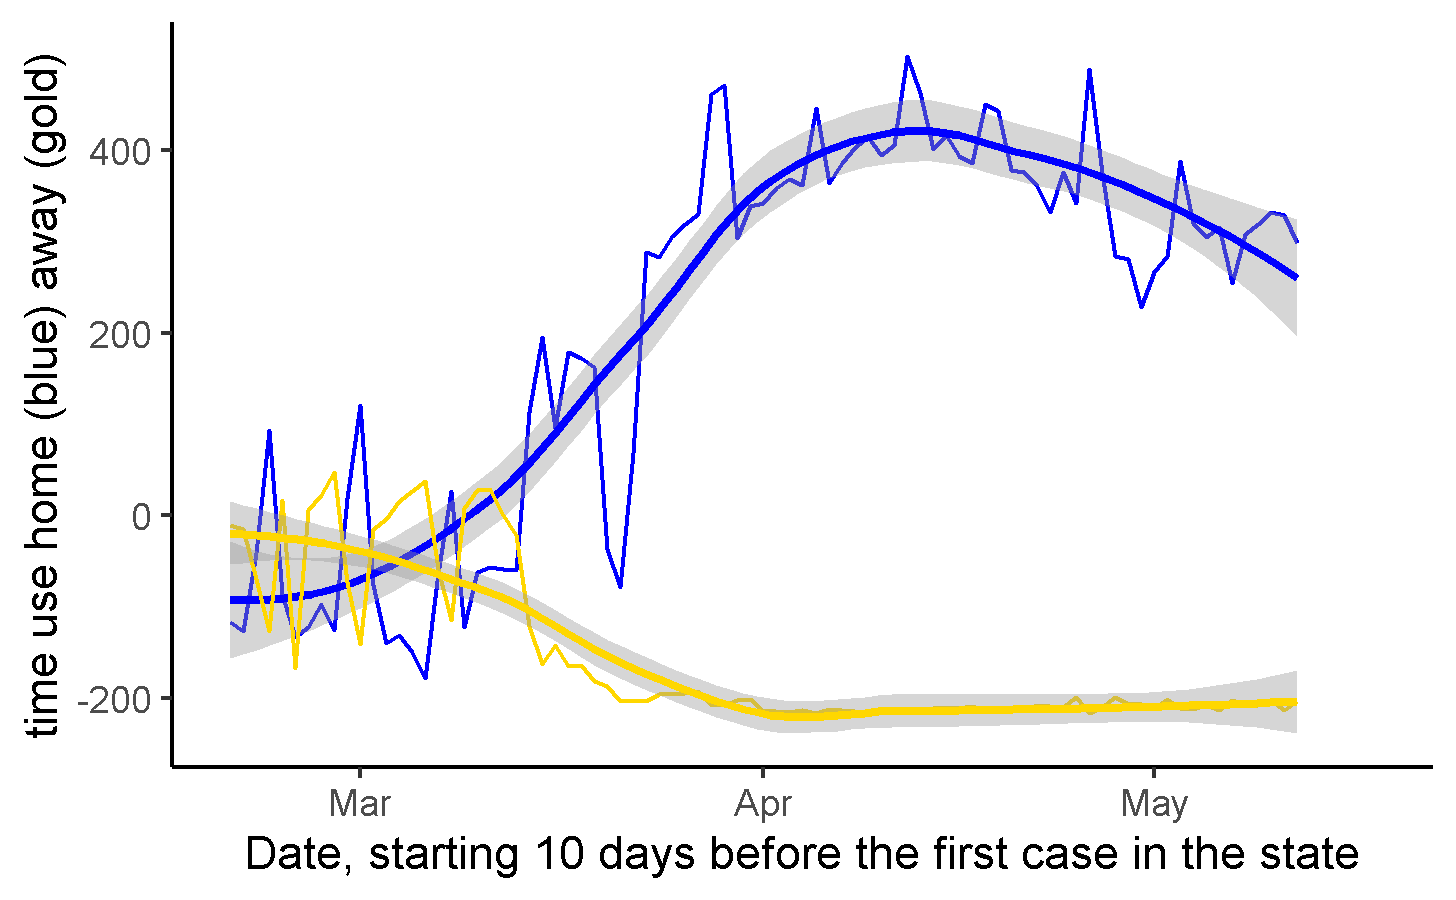 time use home (blue) away (gold)
400
200
0
-200
Mar
Apr
May
Date, starting 10 days before the first case in the state